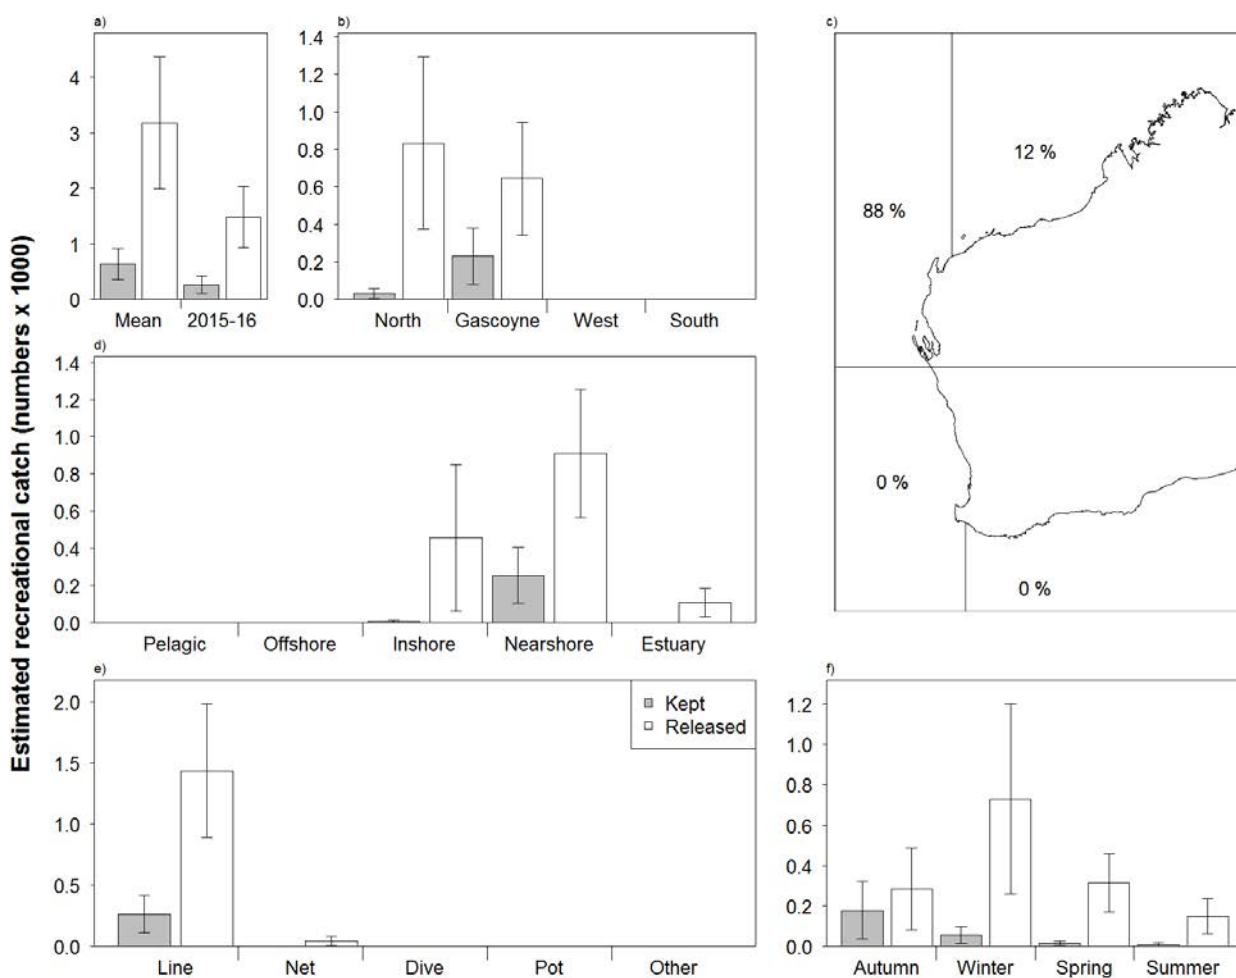 Estimated recreational catch (numbers x 1000)
a)
4
3
2
1
0
Mean 2015-16
b)
1.4
1.2
1.0
0.8
0.6
0.4
0.2
0.0
North Gascoyne West South
c)
12 %
88 %
0 %
0 %
d)
1.4
1.2
1.0
0.8
0.6
0.4
0.2
0.0
Pelagic Offshore Inshore Nearshore Estuary
e)
2.0
1.5
1.0
0.5
0.0
Kept
Released
Line Net Dive Pot Other
f)
1.2
1.0
0.8
0.6
0.4
0.2
0.0
Autumn Winter Spring Summer